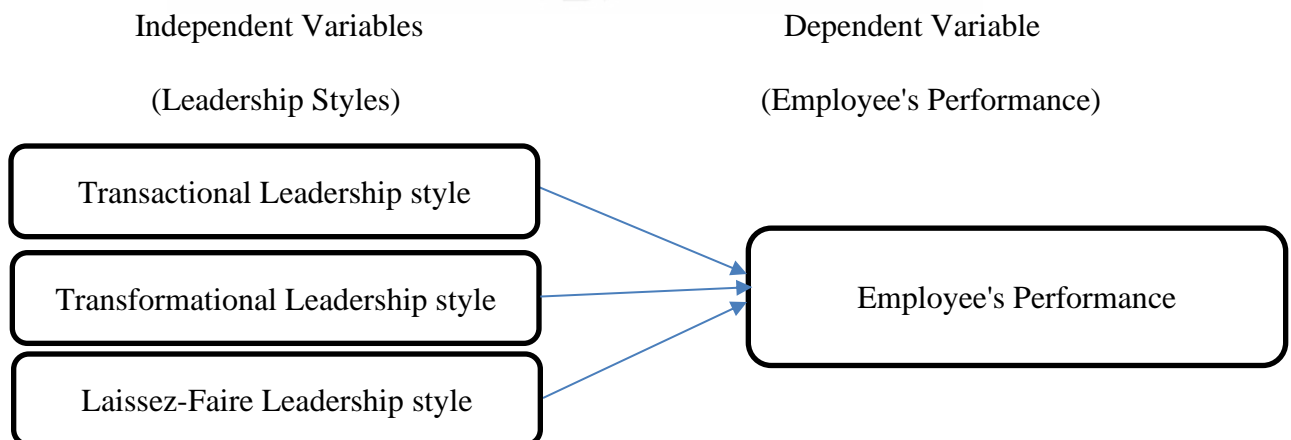 Independent Variables
(Leadership Styles)
Dependent Variable
(Employee's Performance)
Transactional Leadership style
Transformational Leadership style
Laissez-Faire Leadership style
Employee's Performance